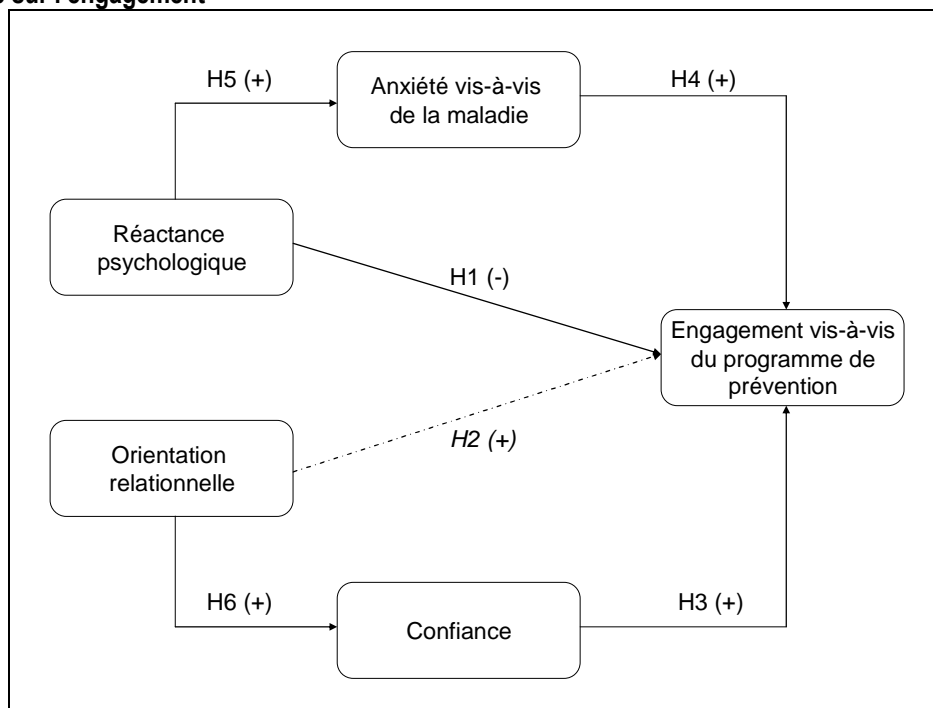 sur l'engagement
H5 (+)
Anxiété vis-à-vis
de la maladie
H4 (+)
Réactance
psychologique
H1 (-)
Engagement vis-à-vis
du programme de
prévention
H2 (+)
Orientation
relationnelle
H6 (+)
Confiance
H3 (+)